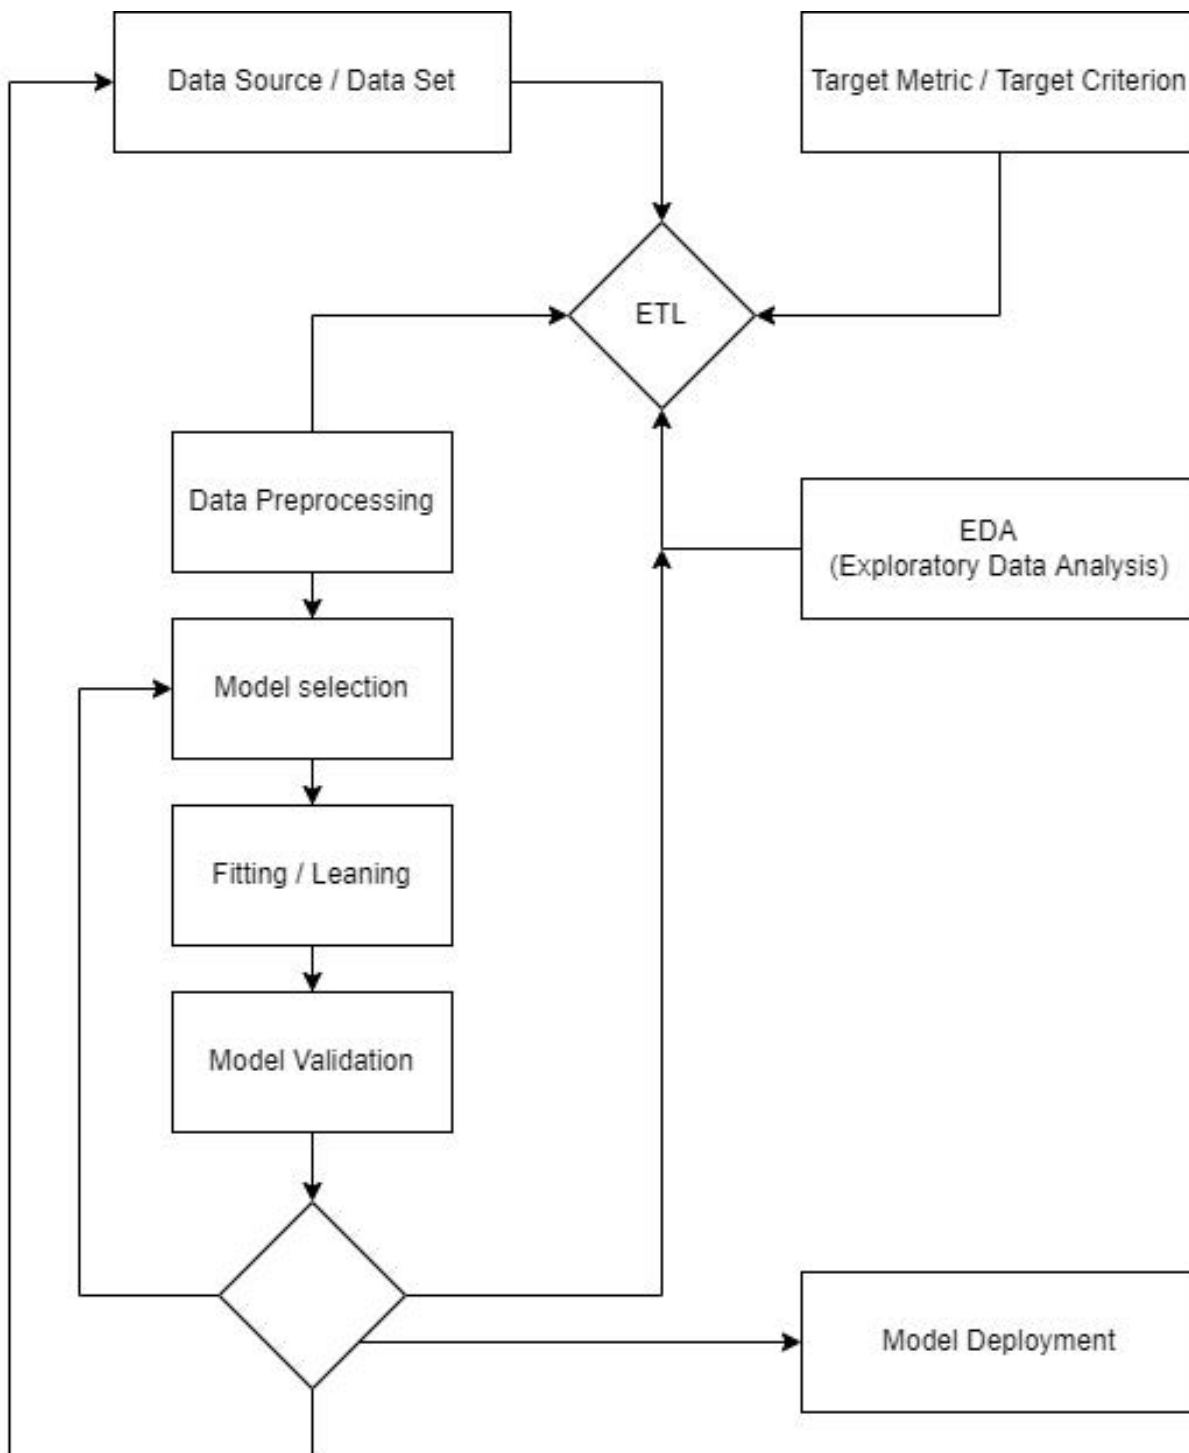 Data Source / Data Set
Target Metric / Target Criterion
ETL
Data Preprocessing
EDA
(Exploratory Data Analysis)
Model selection
Fitting / Leaning
Model Validation
Model Deployment